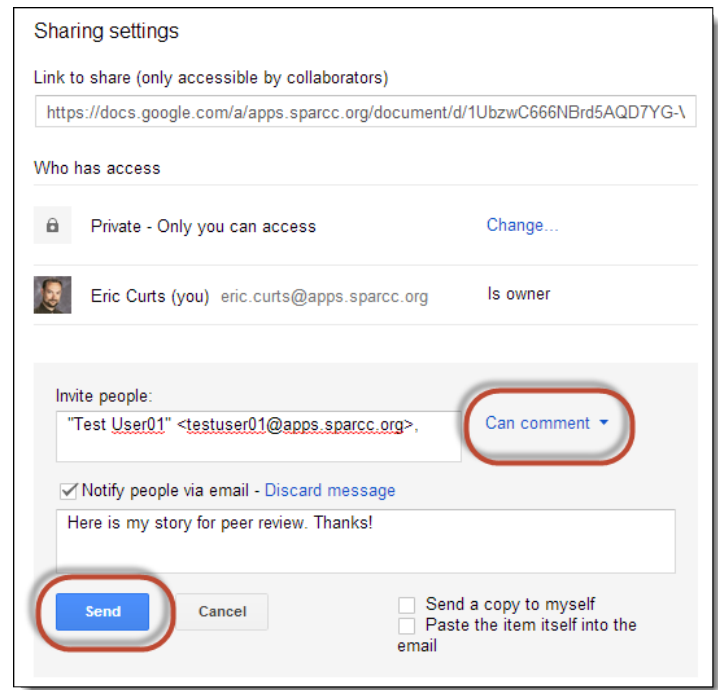 Sharing settings
Link to share (only accessible by collaborators)
https://docs.google.com/a/apps.sparcc.org/document/d/1UbzwC666NBrd5AQD7YG-V
Who has access
Private - Only you can access Change...
Eric Curts (you) eric.curts@apps.sparcc.org Is owner
Invite people:
"Test User01" <testuser01@apps.sparcc.org>, Can comment
Notify people via email - Discard message
Here is my story for peer review. Thanks!
Send Cancel Send a copy to myself
Paste the item itself into the
email